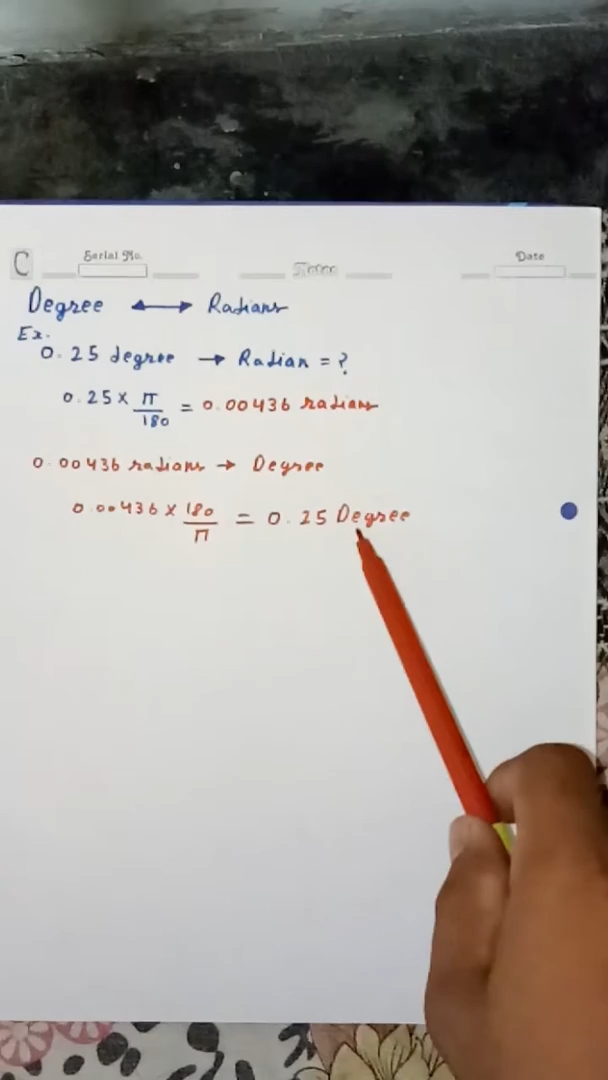 C Serial No. Notes Date
Degree ↔ Radians
Ex.
0.25 degree → Radian = ?
0.25 × π/180 = 0.00436 radians
0.00436 radians → Degree
0.00436 × 180/π = 0.25 Degree